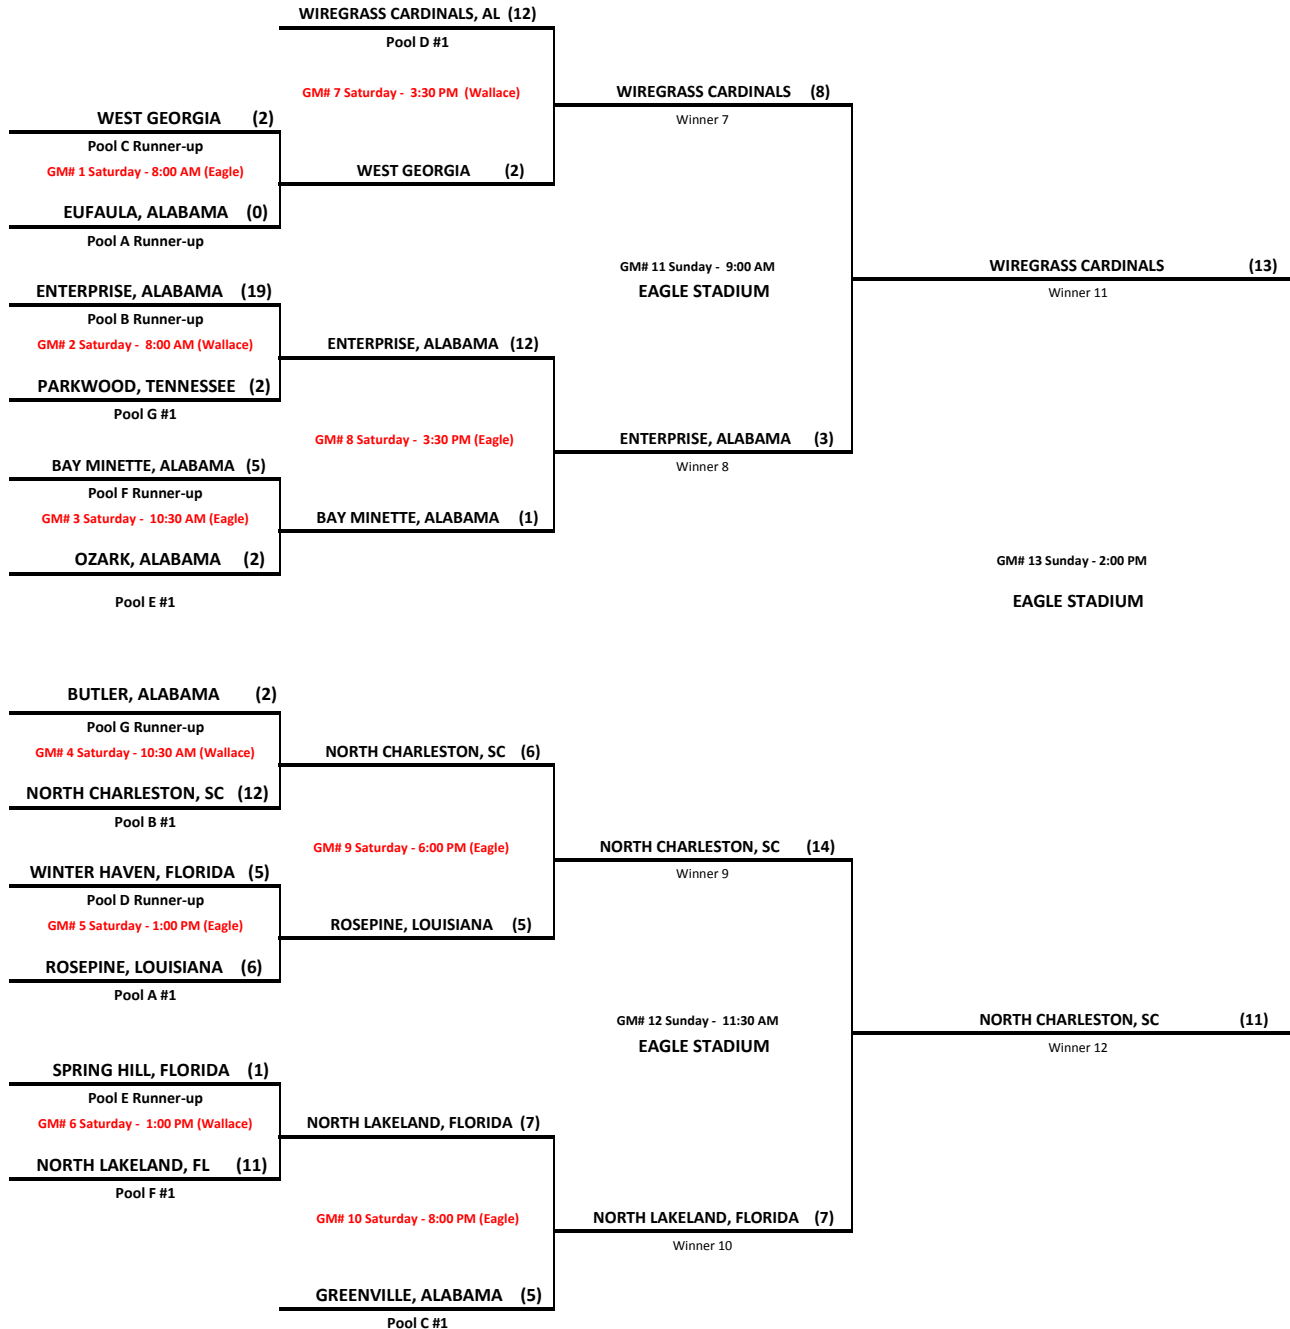 WIREGRASS CARDINALS, AL (12)
Pool D #1
GM# 7 Saturday - 3:30 PM (Wallace)
WIREGRASS CARDINALS (8)
Winner 7
WEST GEORGIA (2)
Pool C Runner-up
GM# 1 Saturday - 8:00 AM (Eagle)
WEST GEORGIA (2)
EUFAULA, ALABAMA (0)
Pool A Runner-up
GM# 11 Sunday - 9:00 AM
EAGLE STADIUM
WIREGRASS CARDINALS (13)
Winner 11
ENTERPRISE, ALABAMA (19)
Pool B Runner-up
GM# 2 Saturday - 8:00 AM (Wallace)
ENTERPRISE, ALABAMA (12)
PARKWOOD, TENNESSEE (2)
Pool G #1
GM# 8 Saturday - 3:30 PM (Eagle)
ENTERPRISE, ALABAMA (3)
Winner 8
BAY MINETTE, ALABAMA (5)
Pool F Runner-up
GM# 3 Saturday - 10:30 AM (Eagle)
BAY MINETTE, ALABAMA (1)
OZARK, ALABAMA (2)
Pool E #1
GM# 13 Sunday - 2:00 PM
EAGLE STADIUM
BUTLER, ALABAMA (2)
Pool G Runner-up
GM# 4 Saturday - 10:30 AM (Wallace)
NORTH CHARLESTON, SC (6)
NORTH CHARLESTON, SC (12)
Pool B #1
GM# 9 Saturday - 6:00 PM (Eagle)
NORTH CHARLESTON, SC (14)
Winner 9
WINTER HAVEN, FLORIDA (5)
Pool D Runner-up
GM# 5 Saturday - 1:00 PM (Eagle)
ROSEPINE, LOUISIANA (5)
ROSEPINE, LOUISIANA (6)
Pool A #1
GM# 12 Sunday - 11:30 AM
EAGLE STADIUM
NORTH CHARLESTON, SC (11)
Winner 12
SPRING HILL, FLORIDA (1)
Pool E Runner-up
GM# 6 Saturday - 1:00 PM (Wallace)
NORTH LAKELAND, FLORIDA (7)
NORTH LAKELAND, FL (11)
Pool F #1
GM# 10 Saturday - 8:00 PM (Eagle)
NORTH LAKELAND, FLORIDA (7)
Winner 10
GREENVILLE, ALABAMA (5)
Pool C #1